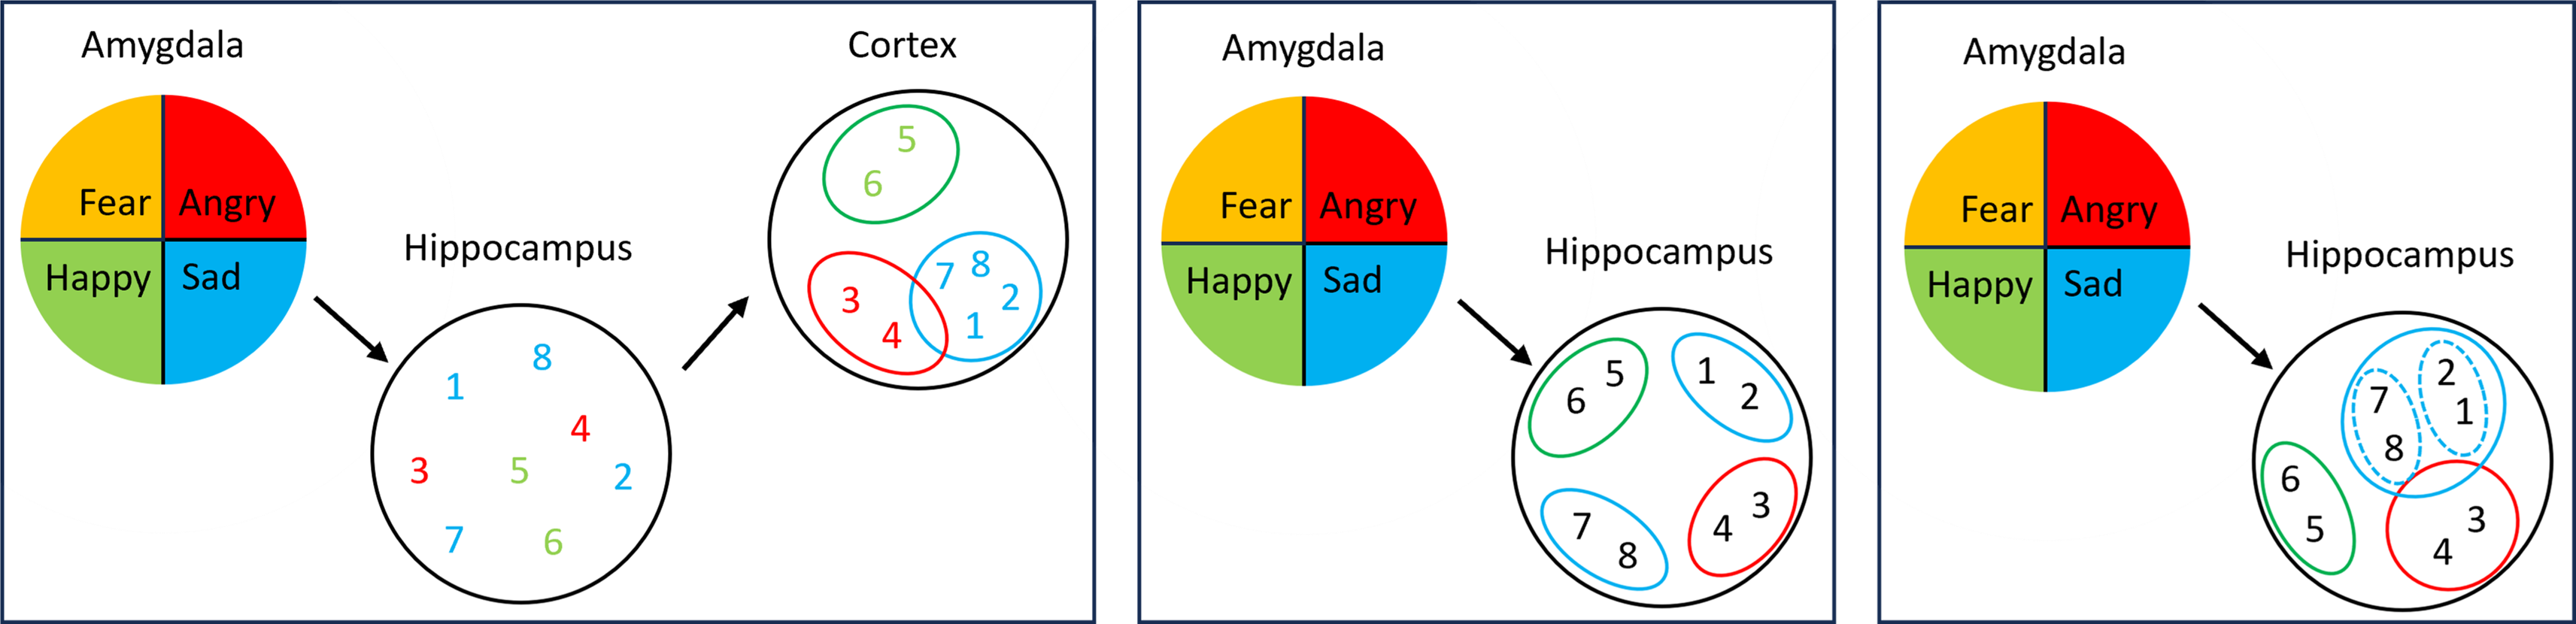 Amygdala
Fear Angry
Happy Sad
Hippocampus
8
1
4
3 5 2
7 6
Cortex
5
6
7 8
3 2
4 1
Amygdala
Fear Angry
Happy Sad
Hippocampus
6 5
1 2
7 8
4 3
Amygdala
Fear Angry
Happy Sad
Hippocampus
7 2
8 1
6
5
3
4